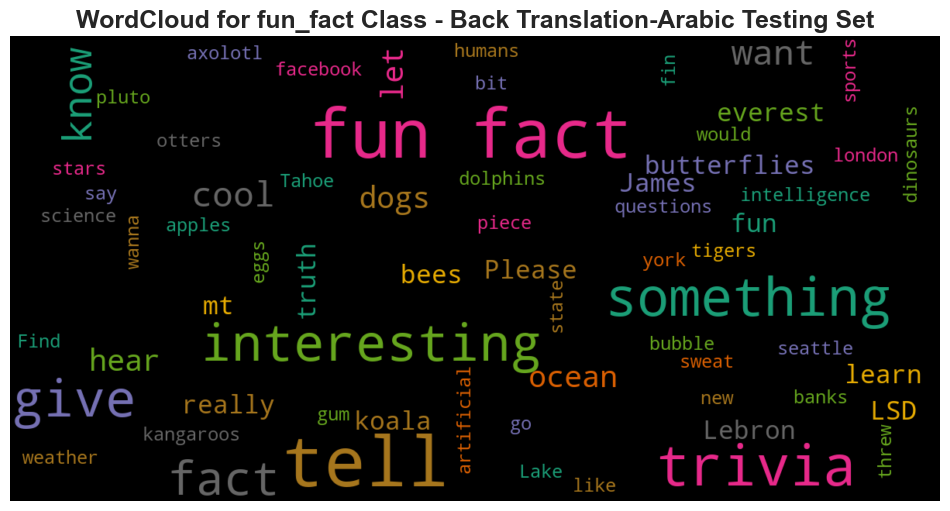 WordCloud for fun_fact Class - Back Translation-Arabic Testing Set
know
axolotl
facebook
let
humans
bit
fin
want
sports
pluto
otters
fun fact
everest
would
dinosaurs
stars
say
science
cool
Tahoe
dogs
dolphins
butterflies
london
James
questions
intelligence
wanna
apples
piece
fun
eggs
truth
bees
Please
york
tigers
mt
state
something
Find
hear
interesting
bubble
sweat
seattle
ocean
learn
give
really
gum
koala
artificial
go
new
banks
LSD
kangaroos
Lebron
threw
weather
fact
tell
Lake
like
trivia